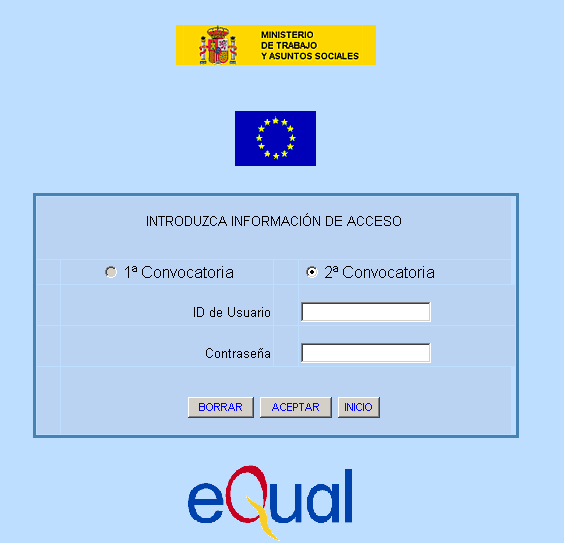 MINISTERIO
DE TRABAJO
Y ASUNTOS SOCIALES
INTRODUZCA INFORMACIÓN DE ACCESO
1ª Convocatoria 2ª Convocatoria
ID de Usuario
Contraseña
BORRAR ACEPTAR INICIO
eQual